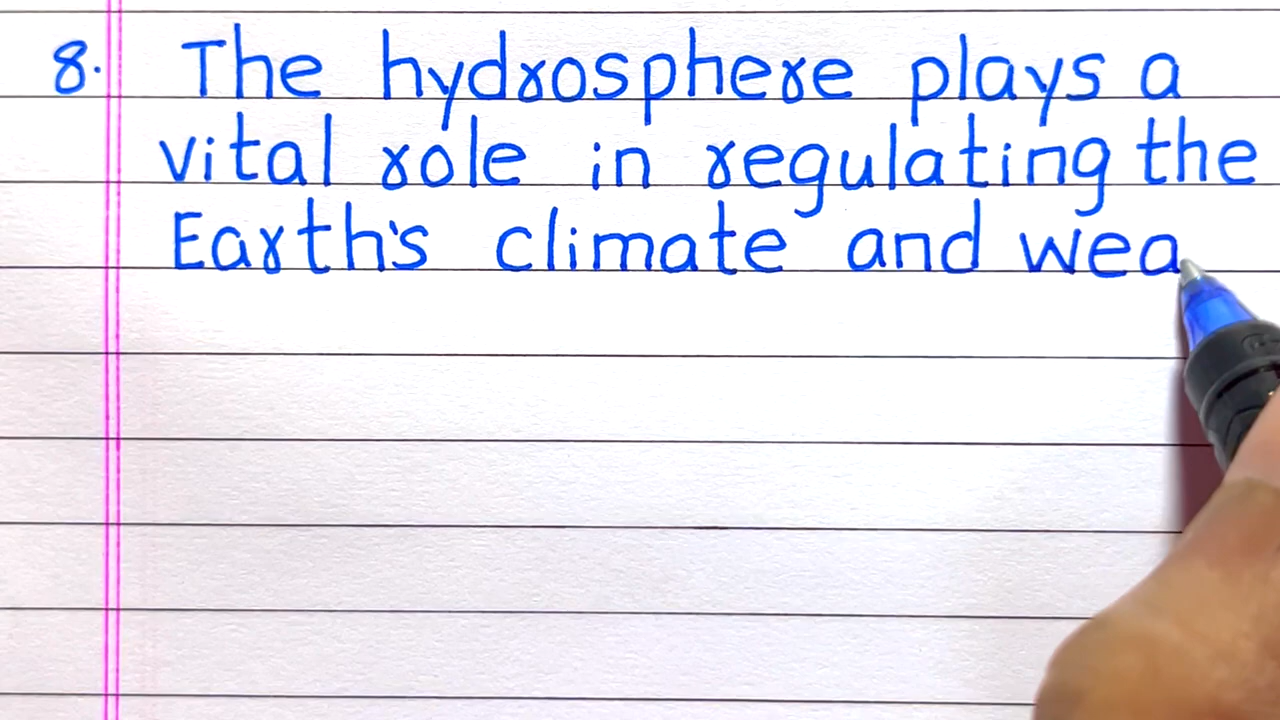 8. The hydrosphere plays a
vital role in regulating the
Earth's climate and wea